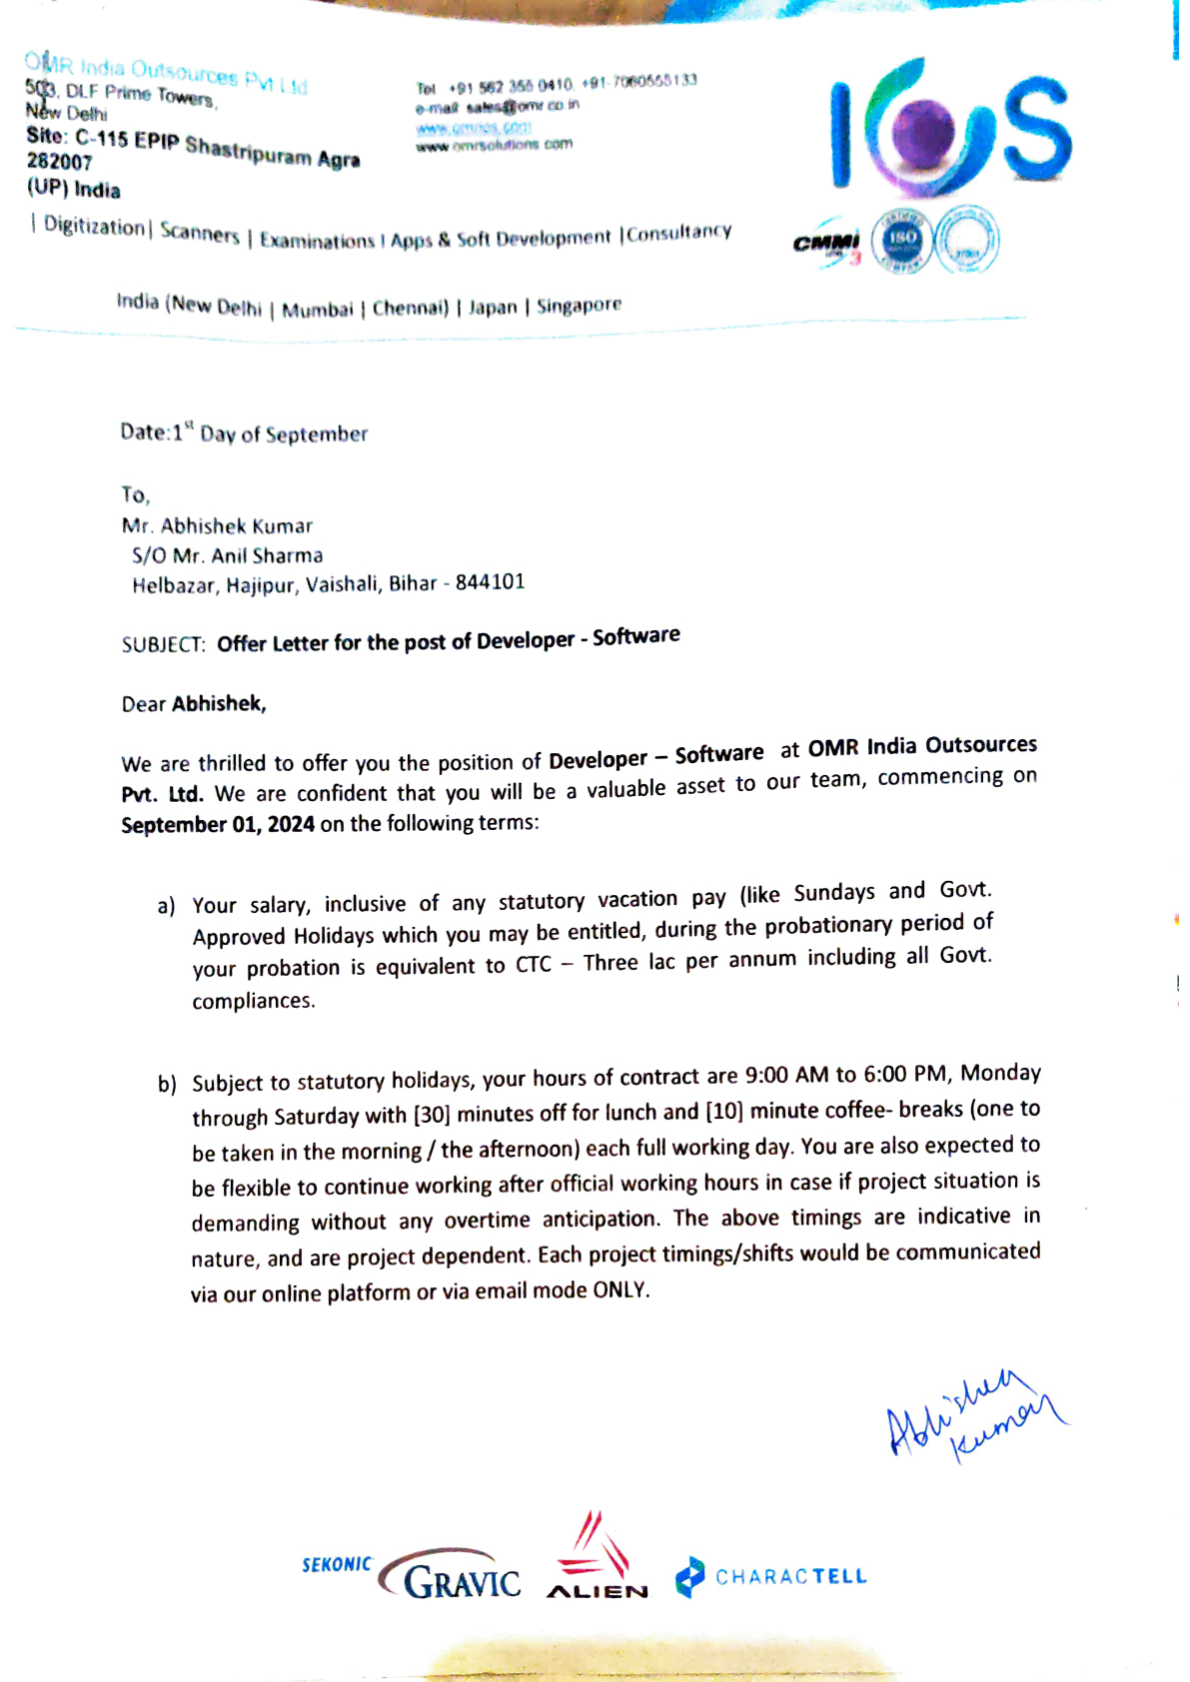 OMR India Outsources Pvt Ltd
503, DLF Prime Towers,
New Delhi
Site: C-115 EPIP Shastripuram Agra
282007
(UP) India
Tel +91 562 355 0410, +91-7060555133
e-mail sales@omr.co.in
www.omrios.com
www.omrsolutions.com
IOS
| Digitization| Scanners | Examinations I Apps & Soft Development |Consultancy
CMMI 3
ISO
India (New Delhi | Mumbai | Chennai) | Japan | Singapore
Date:1st Day of September
To,
Mr. Abhishek Kumar
S/O Mr. Anil Sharma
Helbazar, Hajipur, Vaishali, Bihar - 844101
SUBJECT: Offer Letter for the post of Developer - Software
Dear Abhishek,
We are thrilled to offer you the position of Developer – Software at OMR India Outsources
Pvt. Ltd. We are confident that you will be a valuable asset to our team, commencing on
September 01, 2024 on the following terms:
a) Your salary, inclusive of any statutory vacation pay (like Sundays and Govt.
Approved Holidays which you may be entitled, during the probationary period of
your probation is equivalent to CTC – Three lac per annum including all Govt.
compliances.
b) Subject to statutory holidays, your hours of contract are 9:00 AM to 6:00 PM, Monday
through Saturday with [30] minutes off for lunch and [10] minute coffee- breaks (one to
be taken in the morning / the afternoon) each full working day. You are also expected to
be flexible to continue working after official working hours in case if project situation is
demanding without any overtime anticipation. The above timings are indicative in
nature, and are project dependent. Each project timings/shifts would be communicated
via our online platform or via email mode ONLY.
Abhishek
Kumar
SEKONIC
GRAVIC
ALIEN
CHARACTELL